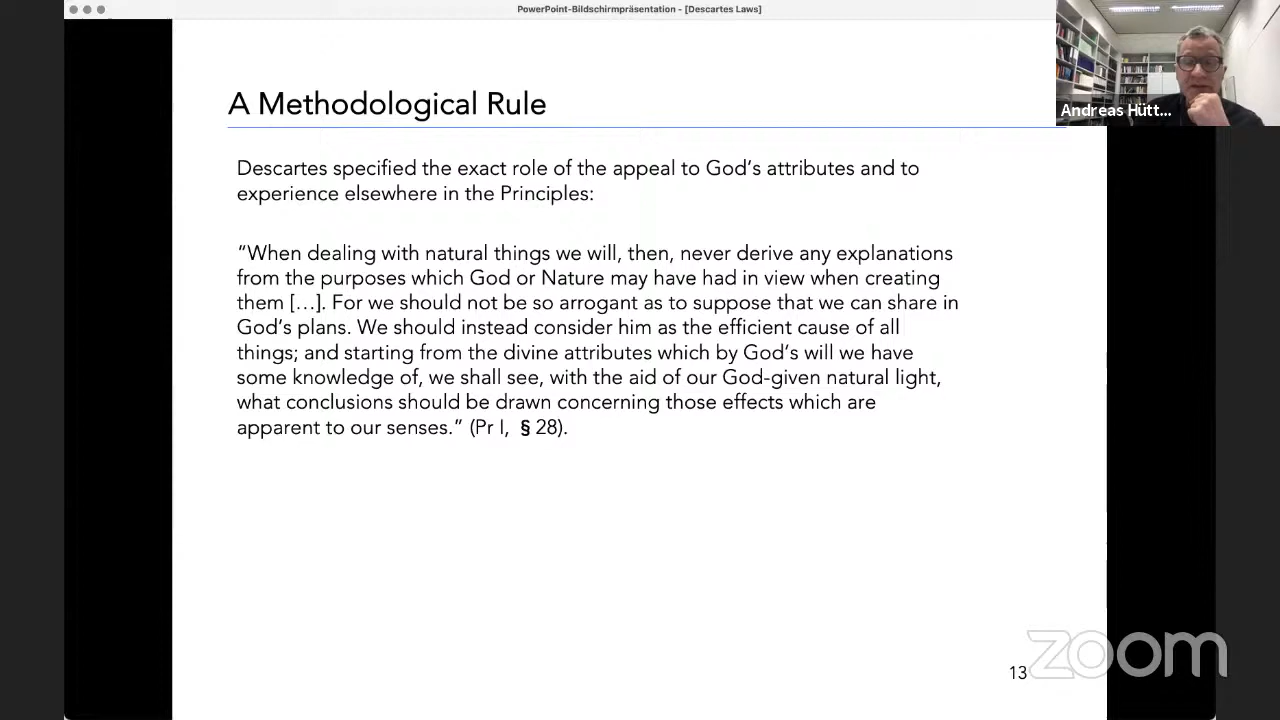 PowerPoint-Bildschirmpräsentation - [Descartes Laws]
A Methodological Rule
Andreas Hütt...
Descartes specified the exact role of the appeal to God’s attributes and to
experience elsewhere in the Principles:
“When dealing with natural things we will, then, never derive any explanations
from the purposes which God or Nature may have had in view when creating
them […]. For we should not be so arrogant as to suppose that we can share in
God’s plans. We should instead consider him as the efficient cause of all
things; and starting from the divine attributes which by God’s will we have
some knowledge of, we shall see, with the aid of our God-given natural light,
what conclusions should be drawn concerning those effects which are
apparent to our senses.” (Pr I, § 28).
13
zoom